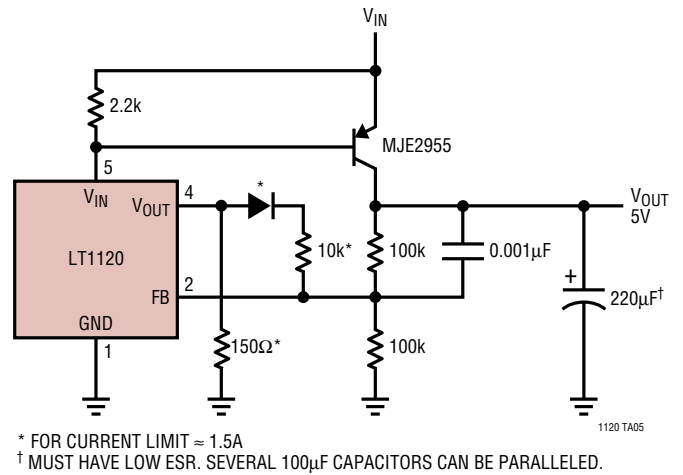 VIN
2.2k
MJE2955
5
VIN
VOUT
4
*
VOUT
5V
LT1120
10k*
100k
0.001µF
FB
2
+
220µF†
GND
1
150Ω*
100k
1120 TA05
* FOR CURRENT LIMIT ≈ 1.5A
† MUST HAVE LOW ESR. SEVERAL 100µF CAPACITORS CAN BE PARALLELED.